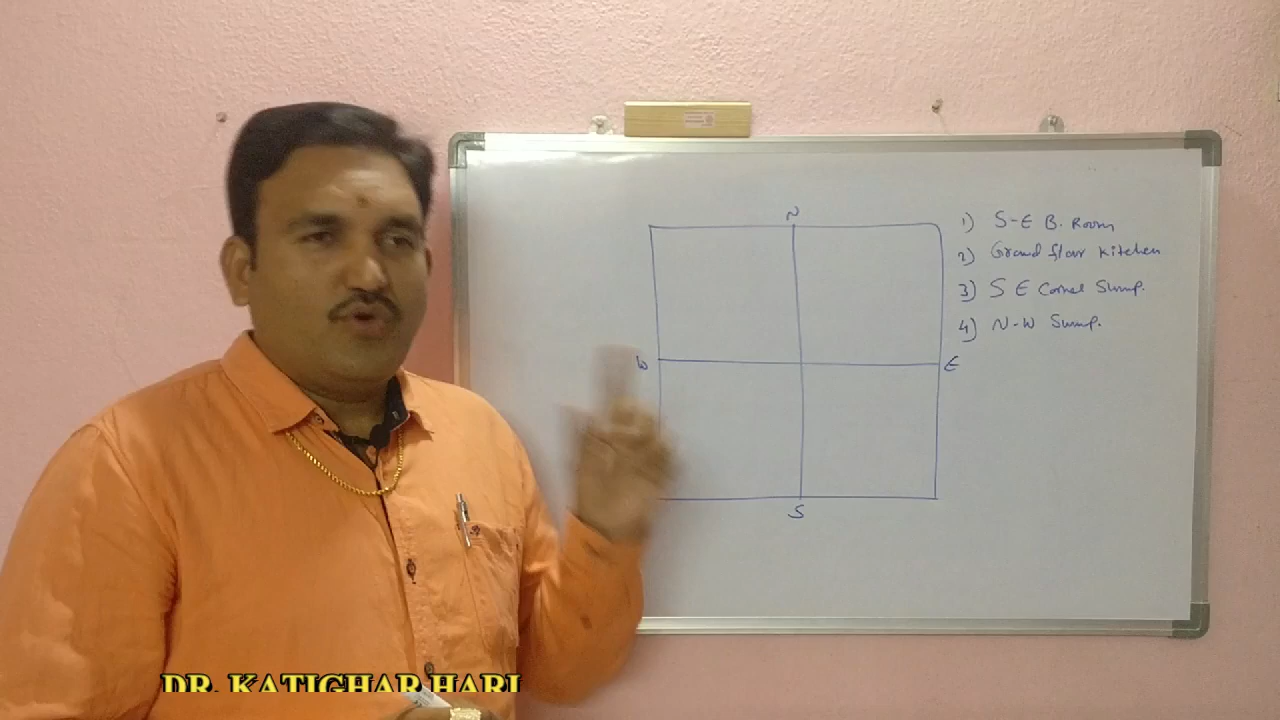 N
W
E
S
1) S-E B. Room
2) Ground floor Kitchen
3) S E Corner Sump.
4) N-W Sump.
DR. KATIGHAR HARI